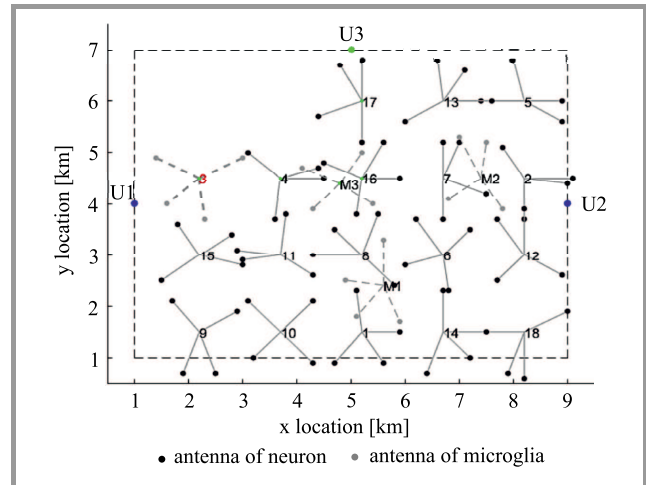 U3
7
17
13
5
6
y location [km]
5
3
4
M3
16
7
M2
2
U1
4
U2
3
15
11
8
6
12
M1
2
9
10
1
14
18
1
1 2 3 4 5 6 7 8 9
x location [km]
antenna of neuron antenna of microglia